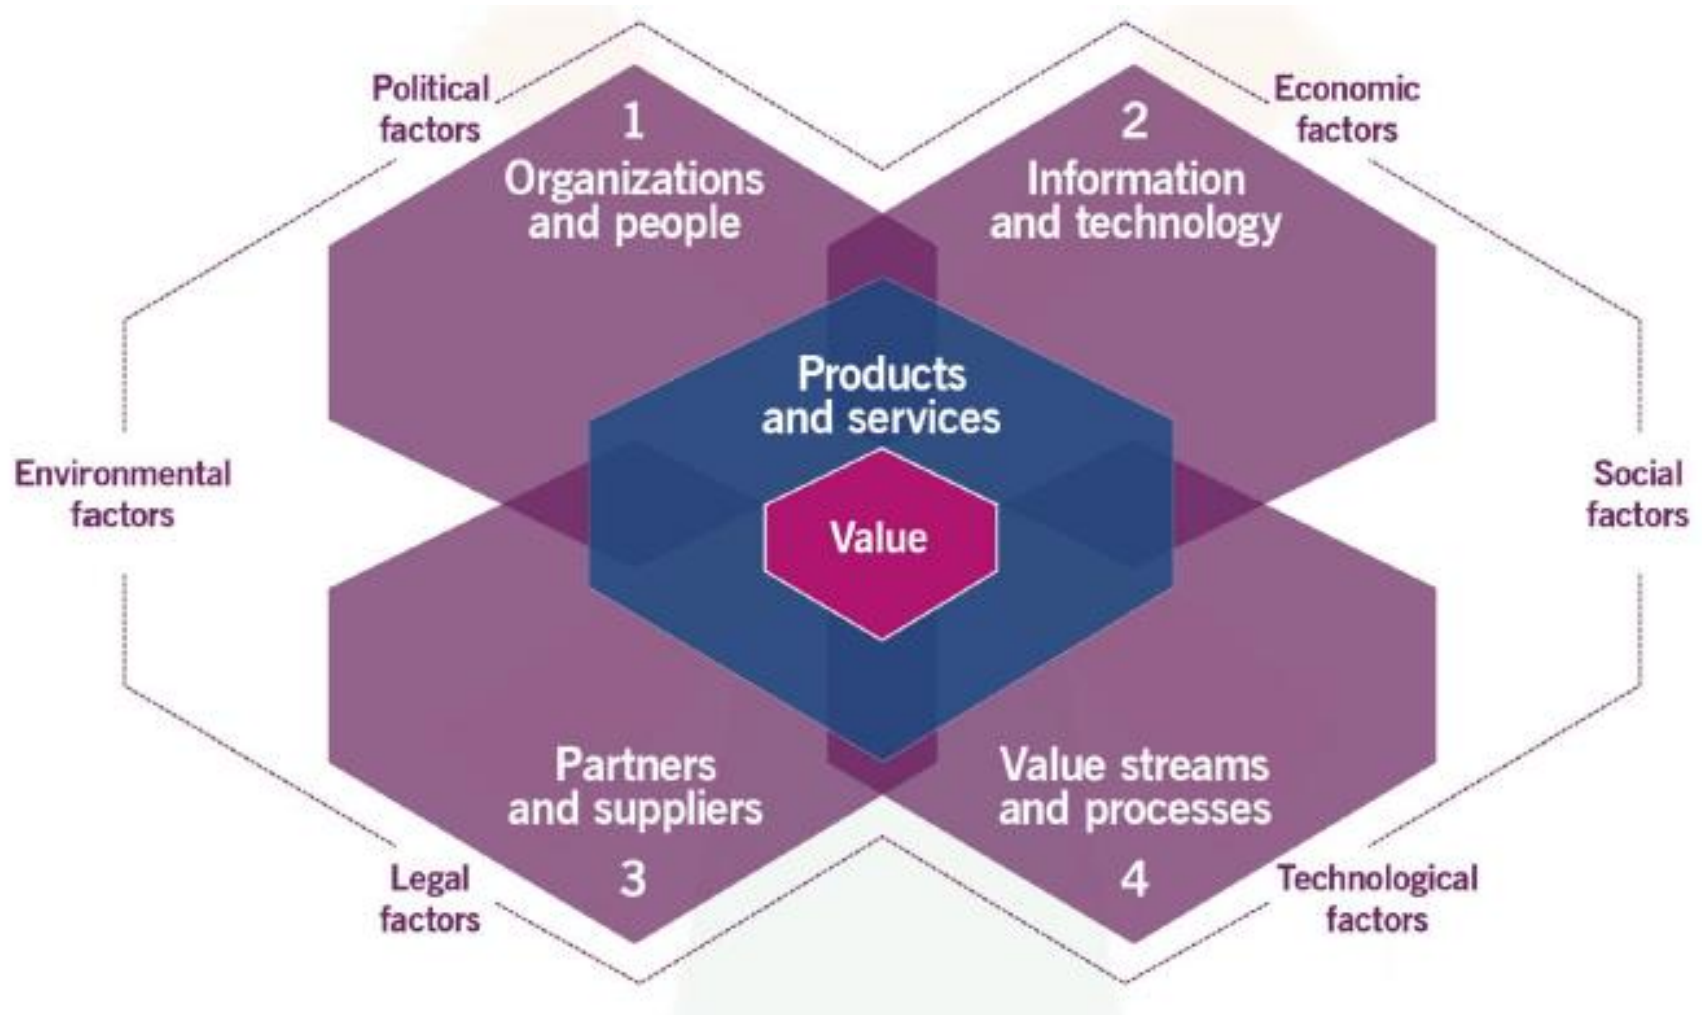 Political
factors
Economic
factors
1
Organizations
and people
2
Information
and technology
Products
and services
Value
Environmental
factors
Social
factors
Partners
and suppliers
3
Value streams
and processes
4
Legal
factors
Technological
factors